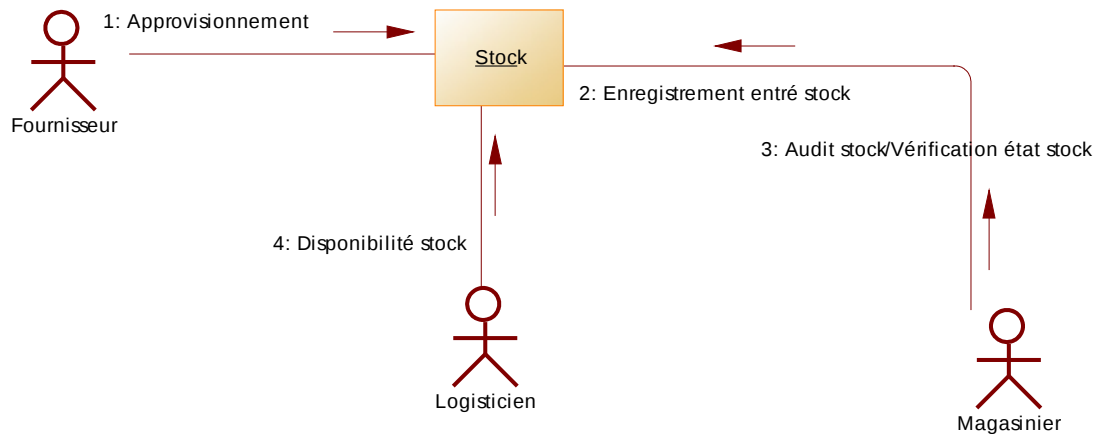 1: Approvisionnement
Stock
Fournisseur
2: Enregistrement entré stock
3: Audit stock/Vérification état stock
4: Disponibilité stock
Logisticien
Magasinier